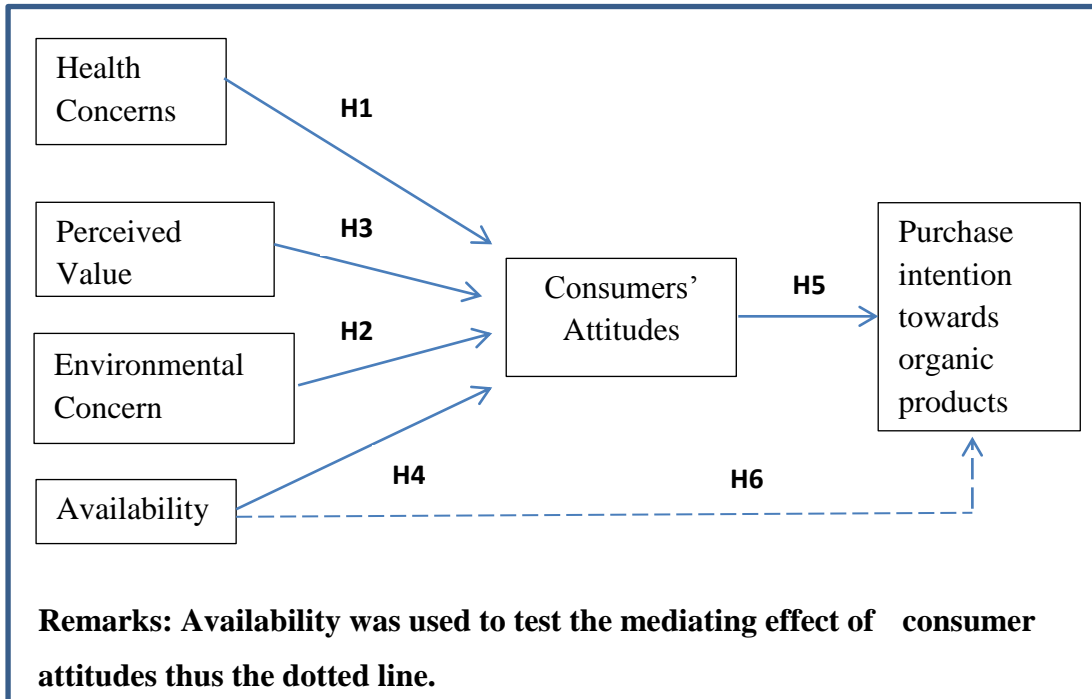 Health
Concerns
H1
Perceived
Value
H3
Environmental
Concern
H2
Availability
H4
Consumers’
Attitudes
H5
Purchase
intention
towards
organic
products
H6
Remarks: Availability was used to test the mediating effect of consumer
attitudes thus the dotted line.